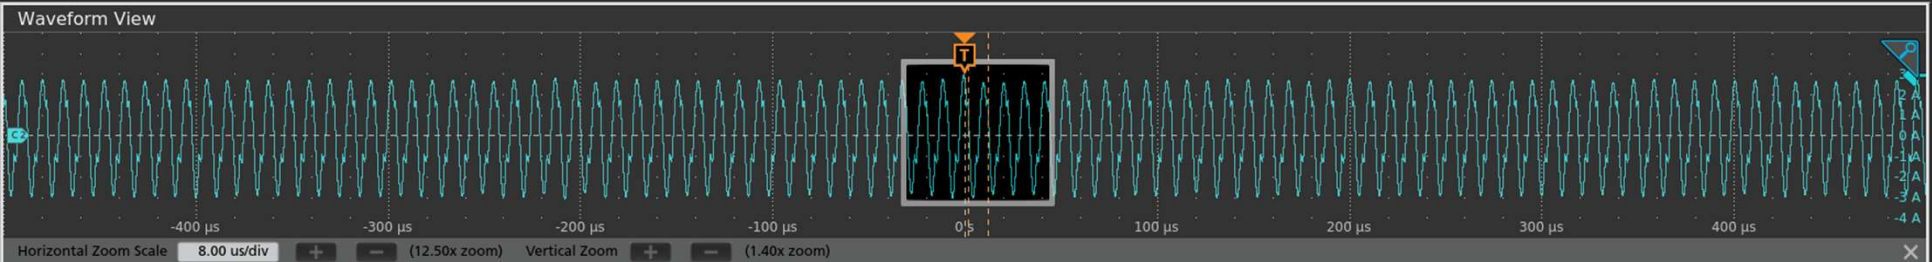 Waveform View
T
C2
3
2 A
1 A
0 A
-1 A
-2 A
-3 A
-4 A
-400 µs -300 µs -200 µs -100 µs 0 s 100 µs 200 µs 300 µs 400 µs
Horizontal Zoom Scale 8.00 us/div + − (12.50x zoom) Vertical Zoom + − (1.40x zoom) ×